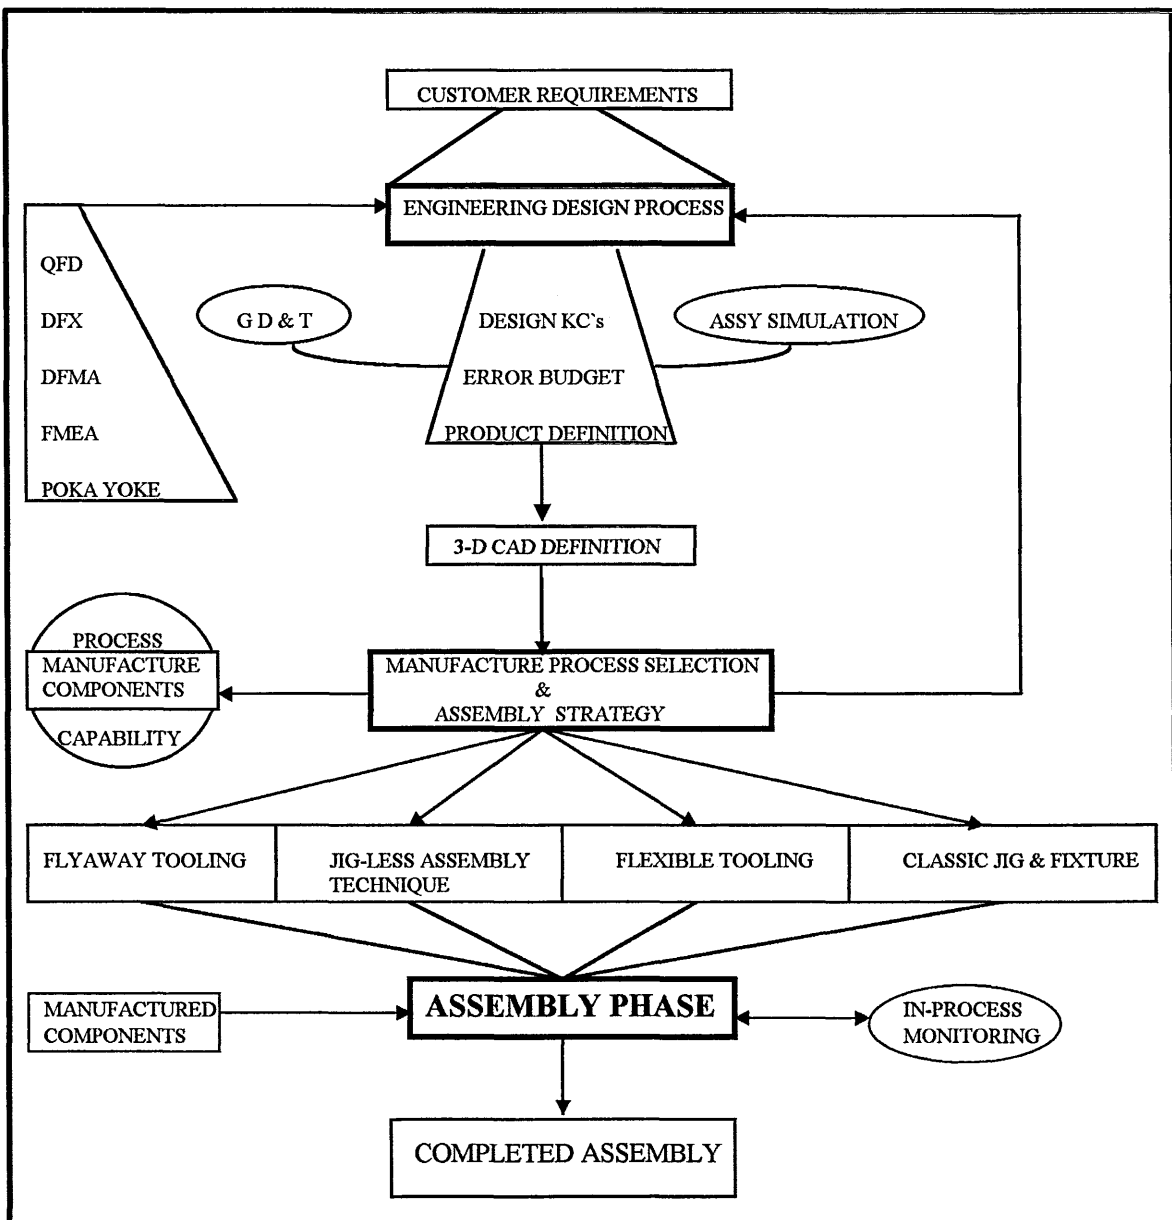 CUSTOMER REQUIREMENTS
ENGINEERING DESIGN PROCESS
QFD
DFX
DFMA
FMEA
POKA YOKE
G D & T
DESIGN KC`s
ERROR BUDGET
PRODUCT DEFINITION
ASSY SIMULATION
3-D CAD DEFINITION
PROCESS
MANUFACTURE
COMPONENTS
CAPABILITY
MANUFACTURE PROCESS SELECTION
&
ASSEMBLY STRATEGY
FLYAWAY TOOLING
JIG-LESS ASSEMBLY
TECHNIQUE
FLEXIBLE TOOLING
CLASSIC JIG & FIXTURE
MANUFACTURED
COMPONENTS
ASSEMBLY PHASE
IN-PROCESS
MONITORING
COMPLETED ASSEMBLY